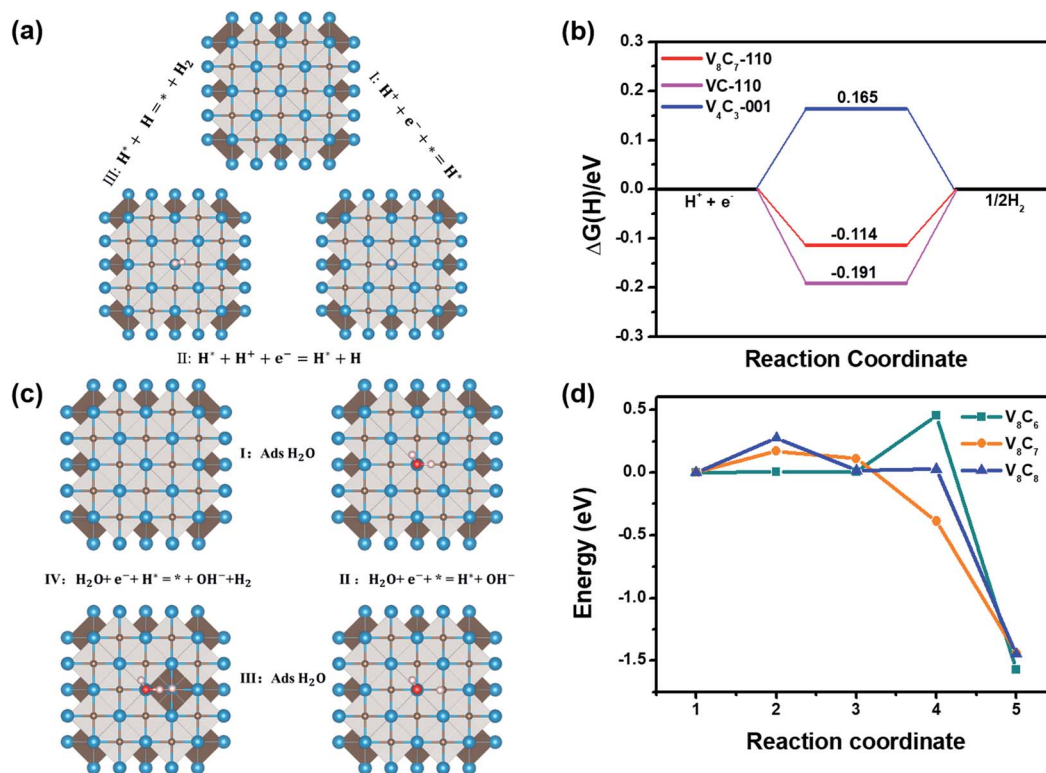 (a)
III: H* + H = * + H₂
I: H⁺ + e⁻ + * = H*
II: H* + H⁺ + e⁻ = H* + H
(b)
0.3
0.2
0.1
0.0
-0.1
-0.2
-0.3
ΔG(H)/eV
V₈C₇-110
VC-110
V₄C₃-001
0.165
H⁺ + e⁻
1/2H₂
-0.114
-0.191
Reaction Coordinate
(c)
I: Ads H₂O
IV: H₂O+ e⁻+ H* = * + OH⁻+H₂
II: H₂O+ e⁻+ * = H*+ OH⁻
III: Ads H₂O
(d)
0.5
0.0
-0.5
-1.0
-1.5
Energy (eV)
V₈C₆
V₈C₇
V₈C₈
1 2 3 4 5
Reaction coordinate